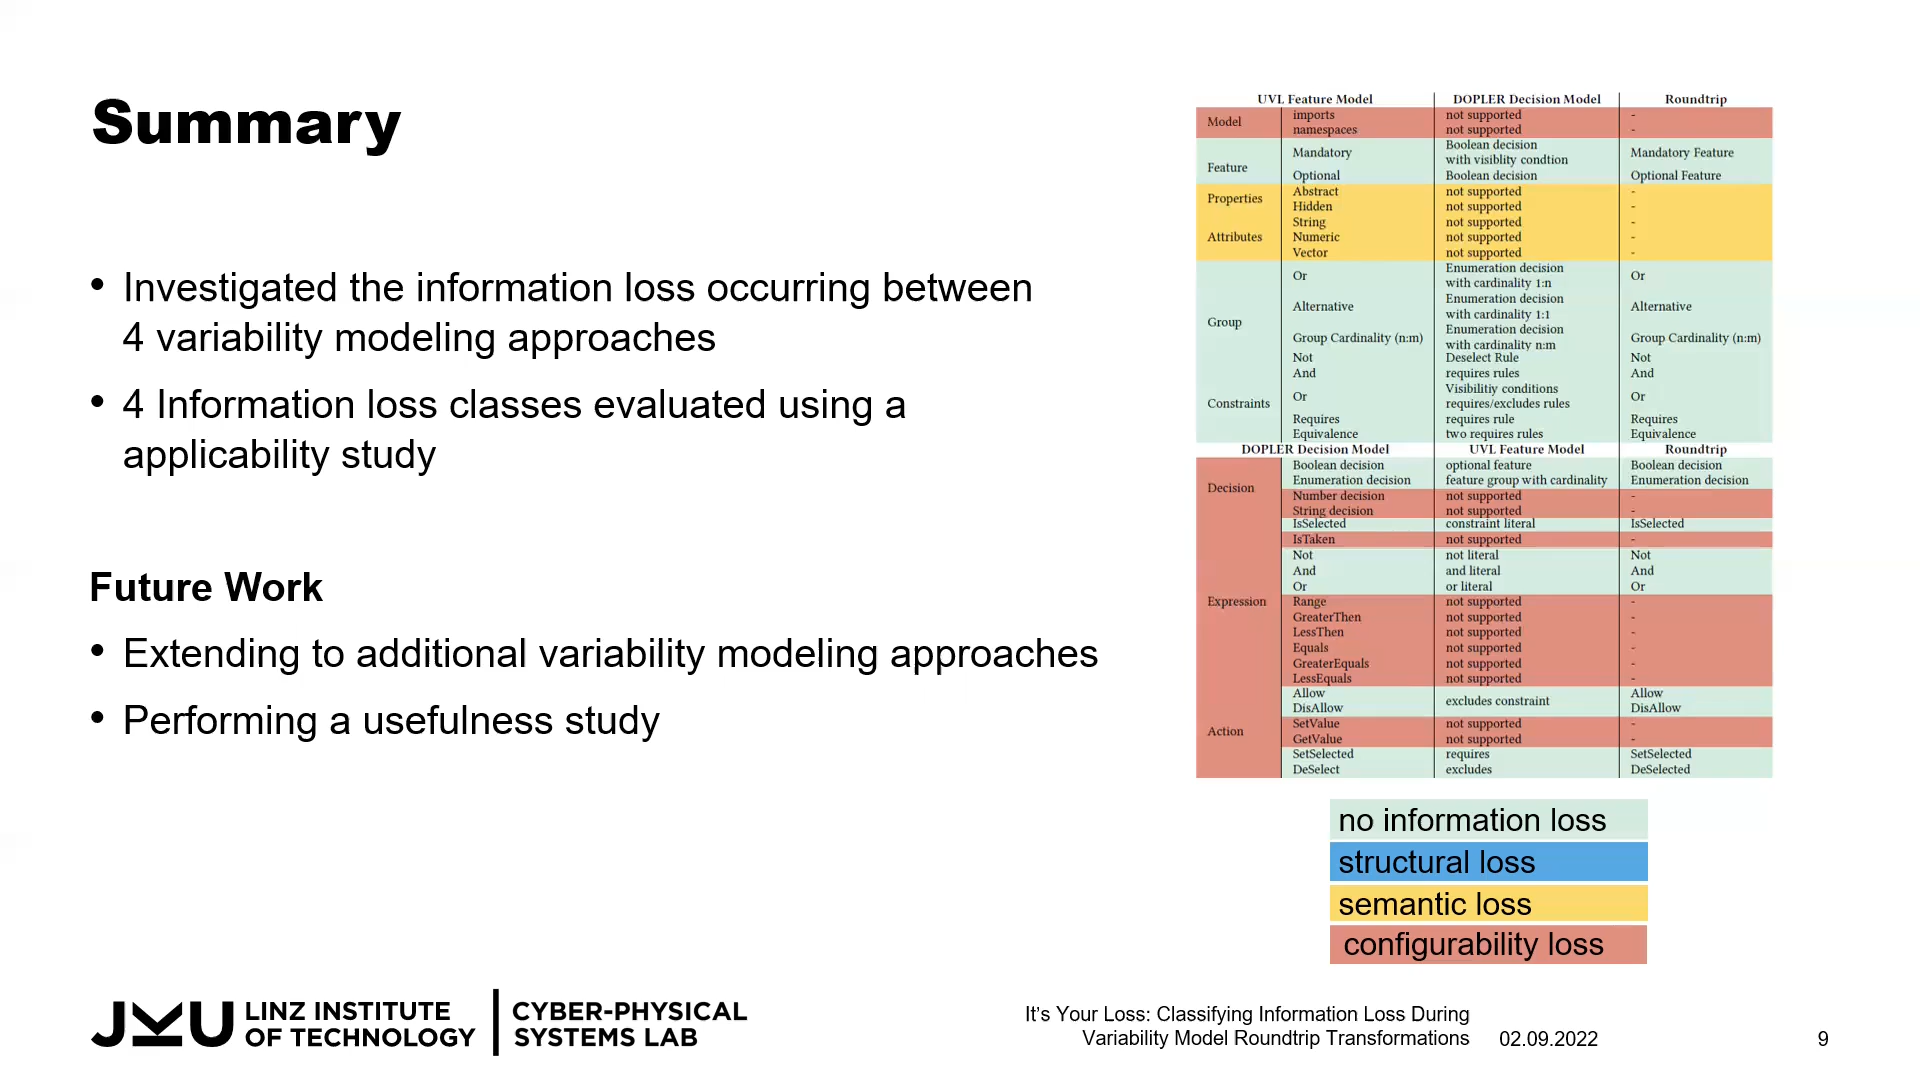 Summary
• Investigated the information loss occurring between
4 variability modeling approaches
• 4 Information loss classes evaluated using a
applicability study
Future Work
• Extending to additional variability modeling approaches
• Performing a usefulness study
UVL Feature Model DOPLER Decision Model Roundtrip
Model imports not supported -
namespaces not supported -
Feature Mandatory Boolean decision
with visiblity condtion Mandatory Feature
Optional Boolean decision Optional Feature
Properties Abstract not supported -
Hidden not supported -
Attributes String not supported -
Numeric not supported -
Vector not supported -
Group Or Enumeration decision
with cardinality 1:n Or
Alternative Enumeration decision
with cardinality 1:1 Alternative
Group Cardinality (n:m) Enumeration decision
with cardinality n:m Group Cardinality (n:m)
Constraints Not Deselect Rule Not
And requires rules And
Or Visibilitiy conditions
requires/excludes rules Or
Requires requires rule Requires
Equivalence two requires rules Equivalence
DOPLER Decision Model UVL Feature Model Roundtrip
Decision Boolean decision optional feature Boolean decision
Enumeration decision feature group with cardinality Enumeration decision
Number decision not supported -
String decision not supported -
Expression IsSelected constraint literal IsSelected
IsTaken not supported -
Not not literal Not
And and literal And
Or or literal Or
Range not supported -
GreaterThen not supported -
LessThen not supported -
Equals not supported -
GreaterEquals not supported -
LessEquals not supported -
Action Allow excludes constraint Allow
DisAllow DisAllow
SetValue not supported -
GetValue not supported -
SetSelected requires SetSelected
DeSelect excludes DeSelected
no information loss
structural loss
semantic loss
configurability loss
JKU LINZ INSTITUTE
OF TECHNOLOGY
CYBER-PHYSICAL
SYSTEMS LAB
It's Your Loss: Classifying Information Loss During
Variability Model Roundtrip Transformations
02.09.2022
9